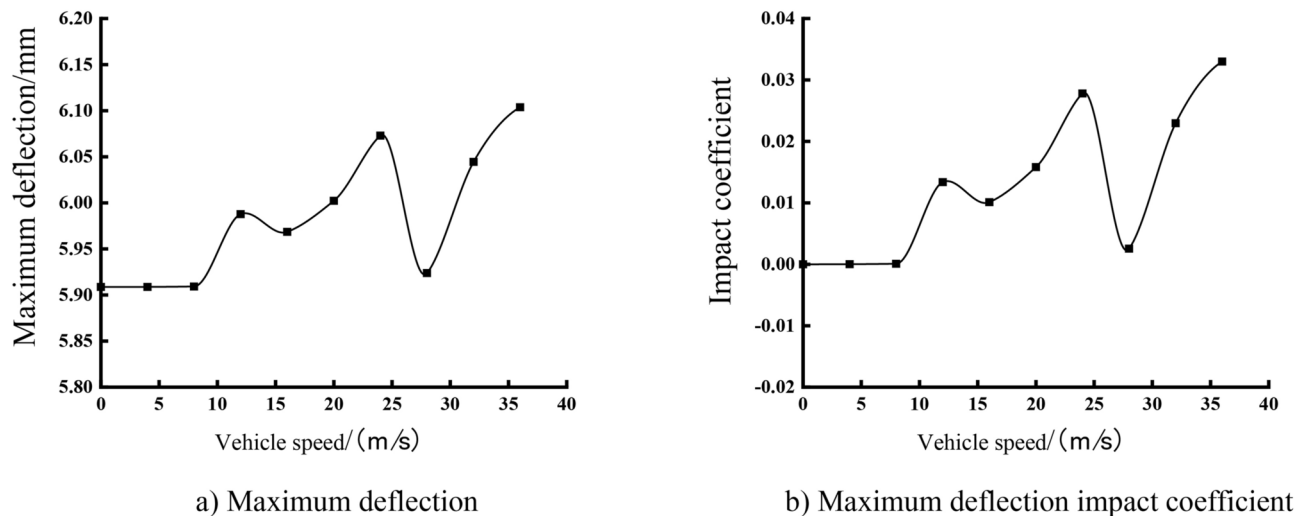 Maximum deflection/mm
6.20
6.15
6.10
6.05
6.00
5.95
5.90
5.85
5.80
0 5 10 15 20 25 30 35 40
Vehicle speed/(m/s)
a) Maximum deflection
Impact coefficient
0.04
0.03
0.02
0.01
0.00
-0.01
-0.02
0 5 10 15 20 25 30 35 40
Vehicle speed/(m/s)
b) Maximum deflection impact coefficient